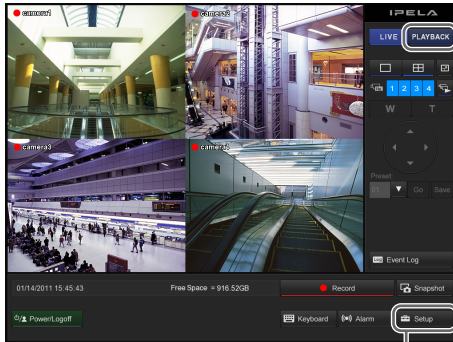 camera1
camera2
IPELA
LIVE
PLAYBACK
1 2 3 4
W
T
camera3
Preset
01
Go
Save
Event Log
01/14/2011 15:45:43
Free Space = 916.52GB
Record
Snapshot
Power/Logoff
Keyboard
Alarm
Setup